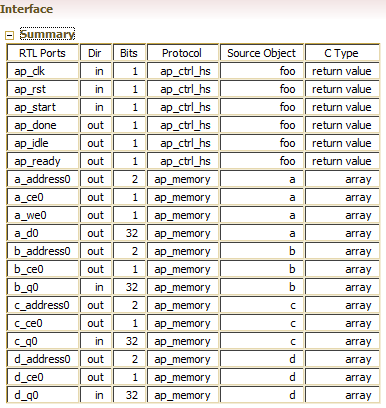 Interface
Summary
RTL Ports Dir Bits Protocol Source Object C Type
ap_clk in 1 ap_ctrl_hs foo return value
ap_rst in 1 ap_ctrl_hs foo return value
ap_start in 1 ap_ctrl_hs foo return value
ap_done out 1 ap_ctrl_hs foo return value
ap_idle out 1 ap_ctrl_hs foo return value
ap_ready out 1 ap_ctrl_hs foo return value
a_address0 out 2 ap_memory a array
a_ce0 out 1 ap_memory a array
a_we0 out 1 ap_memory a array
a_d0 out 32 ap_memory a array
b_address0 out 2 ap_memory b array
b_ce0 out 1 ap_memory b array
b_q0 in 32 ap_memory b array
c_address0 out 2 ap_memory c array
c_ce0 out 1 ap_memory c array
c_q0 in 32 ap_memory c array
d_address0 out 2 ap_memory d array
d_ce0 out 1 ap_memory d array
d_q0 in 32 ap_memory d array